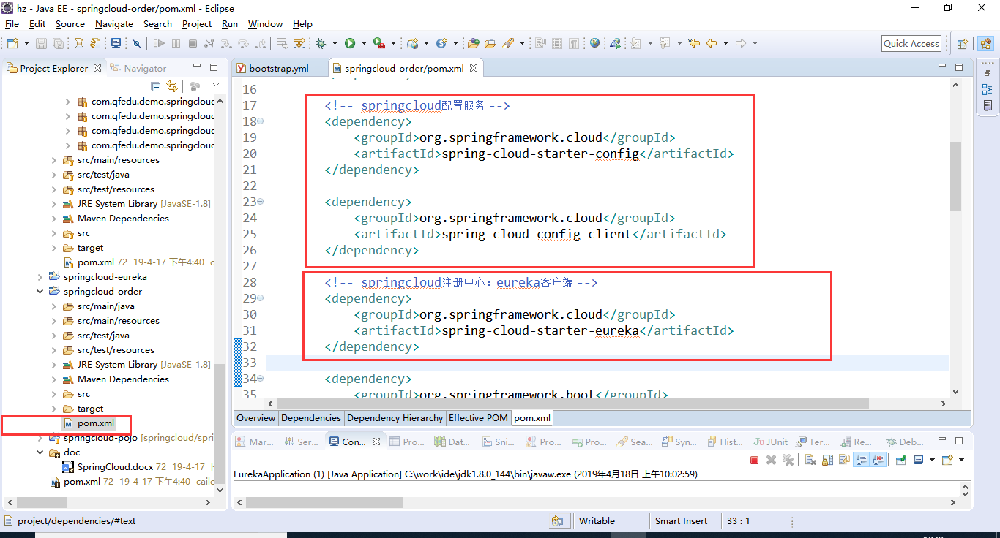 hz - Java EE - springcloud-order/pom.xml - Eclipse
File Edit Source Navigate Search Project Run Window Help
Quick Access
Project Explorer
Navigator
com.qfedu.demo.springcloud
com.qfedu.demo.springcloud
com.qfedu.demo.springcloud
com.qfedu.demo.springcloud
src/main/resources
src/test/java
src/test/resources
JRE System Library [JavaSE-1.8]
Maven Dependencies
src
target
pom.xml 72 19-4-17 下午4:40 c
springcloud-eureka
springcloud-order
src/main/java
src/main/resources
src/test/java
src/test/resources
JRE System Library [JavaSE-1.8]
Maven Dependencies
src
target
pom.xml
springcloud-pojo [springcloud/spri
doc
SpringCloud.docx 72 19-4-17 下
pom.xml 72 19-4-17 下午4:40 caile
bootstrap.yml
springcloud-order/pom.xml
16
17 <!-- springcloud配置服务 -->
18 <dependency>
19 <groupId>org.springframework.cloud</groupId>
20 <artifactId>spring-cloud-starter-config</artifactId>
21 </dependency>
22
23 <dependency>
24 <groupId>org.springframework.cloud</groupId>
25 <artifactId>spring-cloud-config-client</artifactId>
26 </dependency>
27
28 <!-- springcloud注册中心：eureka客户端 -->
29 <dependency>
30 <groupId>org.springframework.cloud</groupId>
31 <artifactId>spring-cloud-starter-eureka</artifactId>
32 </dependency>
33
34 <dependency>
35 <groupId>org.springframework.boot</groupId>
Overview Dependencies Dependency Hierarchy Effective POM pom.xml
Mar... Ser... Con... Pro... Dat... Sni... Pro... Pro... Sea... Syn... Hist... JUnit Ter... Re... Deb...
EurekaApplication (1) [Java Application] C:\work\ide\jdk1.8.0_144\bin\javaw.exe (2019年4月18日 上午10:02:59)
project/dependencies/#text
Writable
Smart Insert
33 : 1